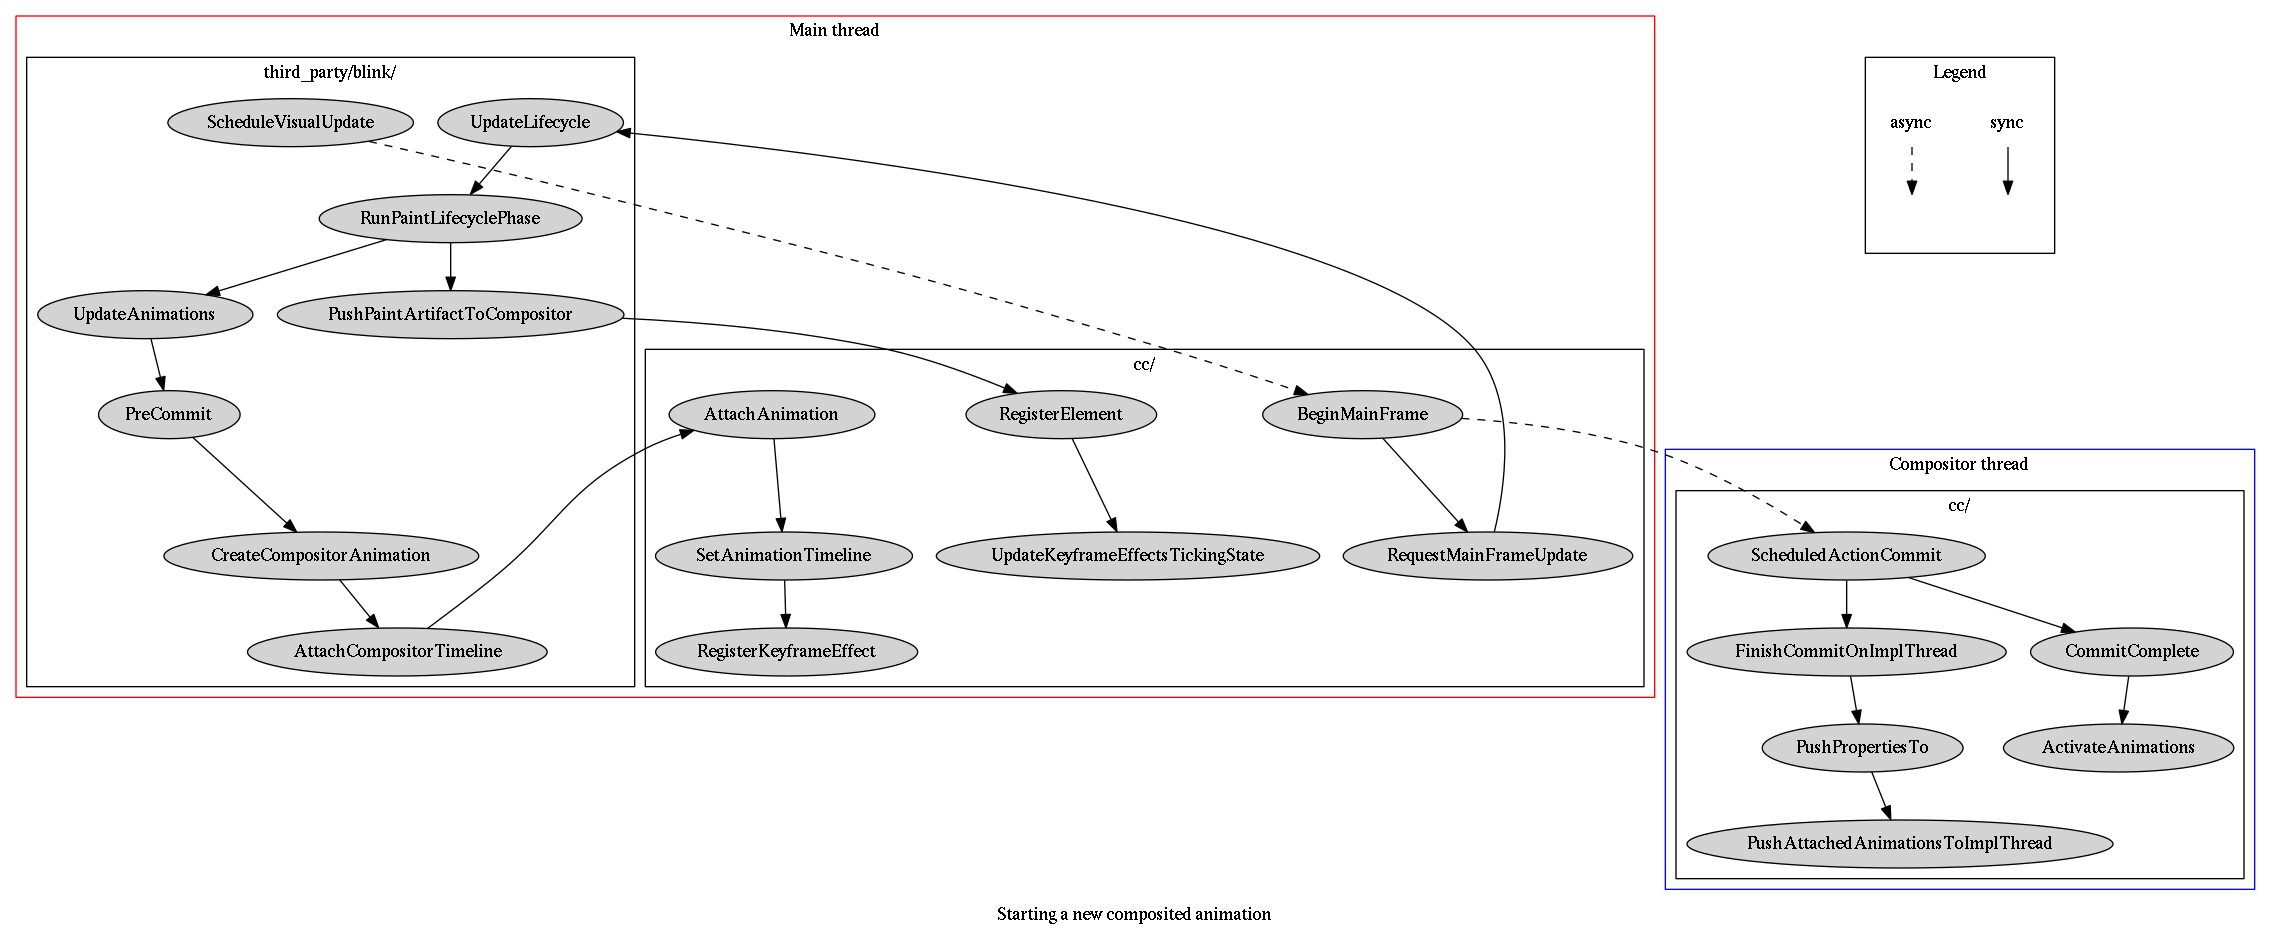 Main thread
third_party/blink/
Legend
ScheduleVisualUpdate
UpdateLifecycle
async
sync
RunPaintLifecyclePhase
UpdateAnimations
PushPaintArtifactToCompositor
cc/
PreCommit
AttachAnimation
RegisterElement
BeginMainFrame
Compositor thread
cc/
CreateCompositorAnimation
SetAnimationTimeline
UpdateKeyframeEffectsTickingState
RequestMainFrameUpdate
ScheduledActionCommit
AttachCompositorTimeline
RegisterKeyframeEffect
FinishCommitOnImplThread
CommitComplete
PushPropertiesTo
ActivateAnimations
PushAttachedAnimationsToImplThread
Starting a new composited animation